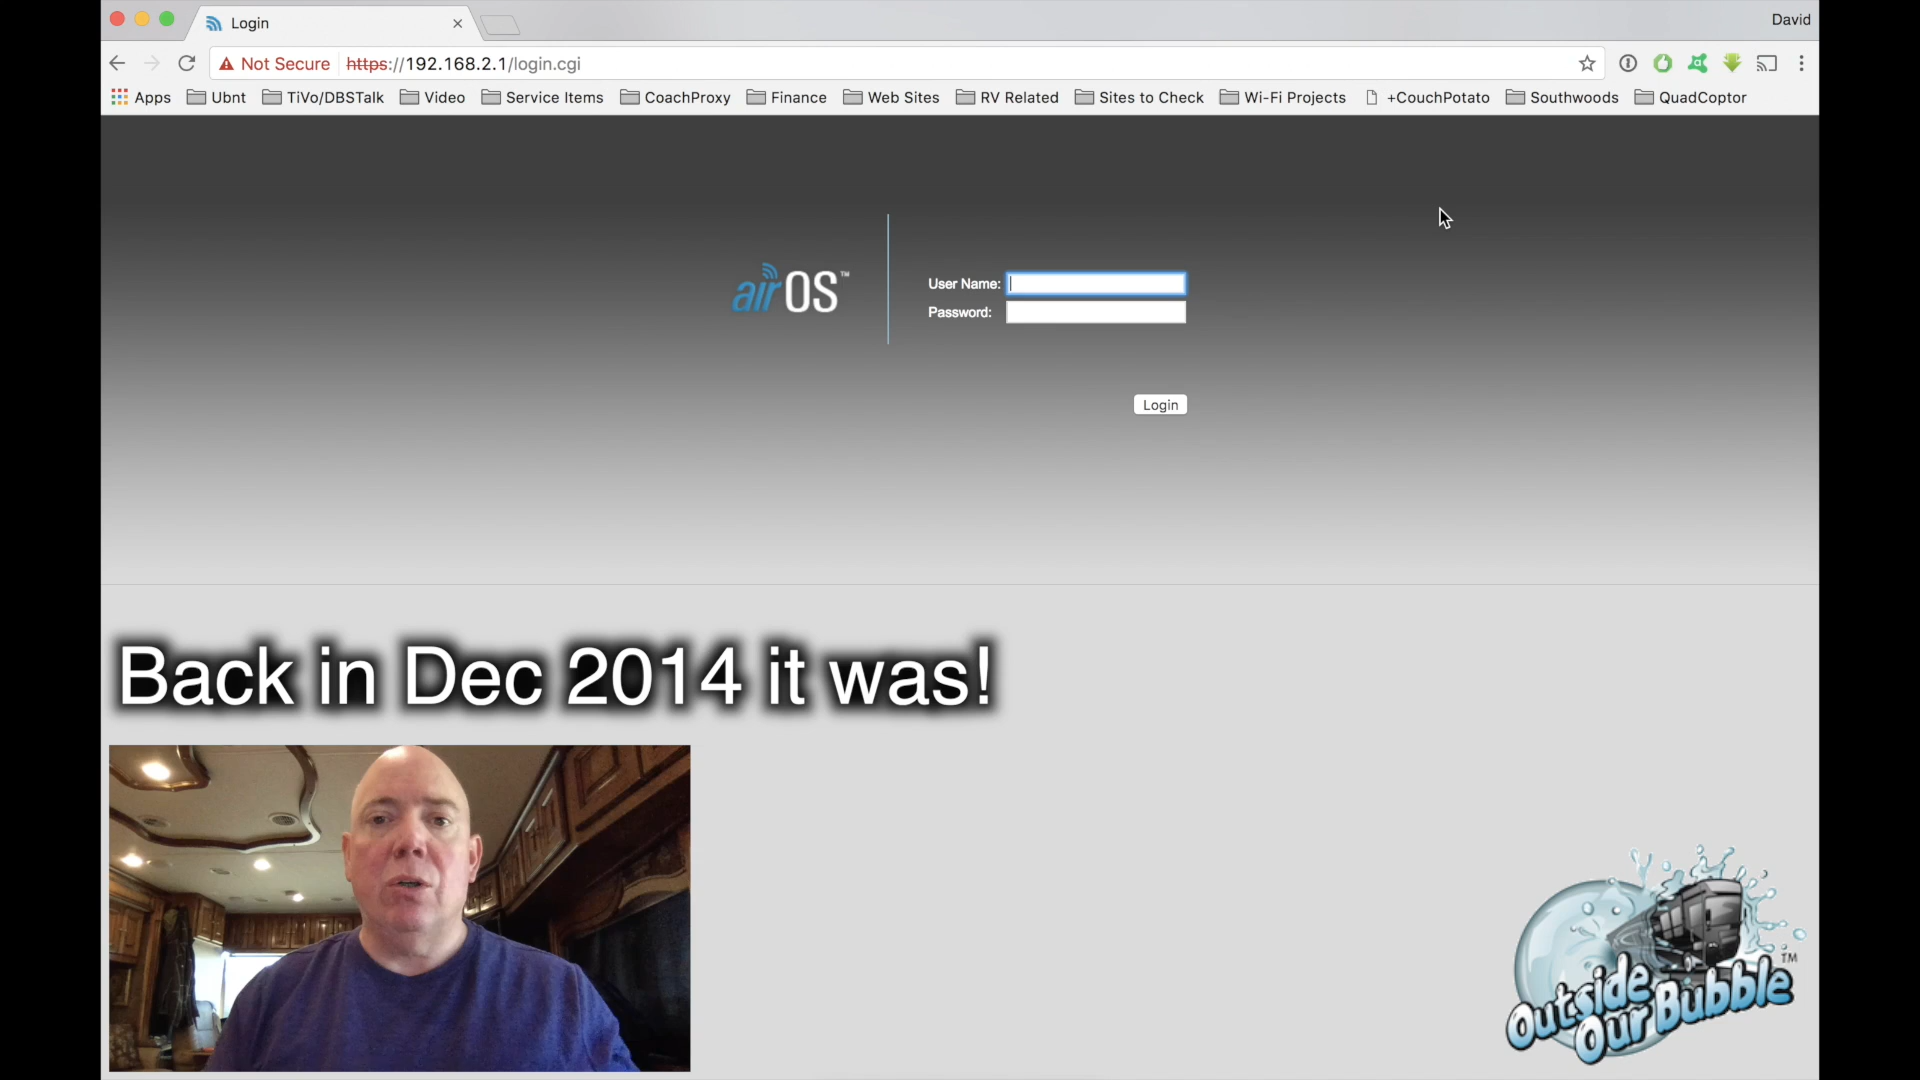 Login
David
Not Secure
https://192.168.2.1/login.cgi
Apps
Ubnt
TiVo/DBSTalk
Video
Service Items
CoachProxy
Finance
Web Sites
RV Related
Sites to Check
Wi-Fi Projects
+CouchPotato
Southwoods
QuadCoptor
airOS™
User Name:
Password:
Login
Back in Dec 2014 it was!
Outside
Our Bubble™